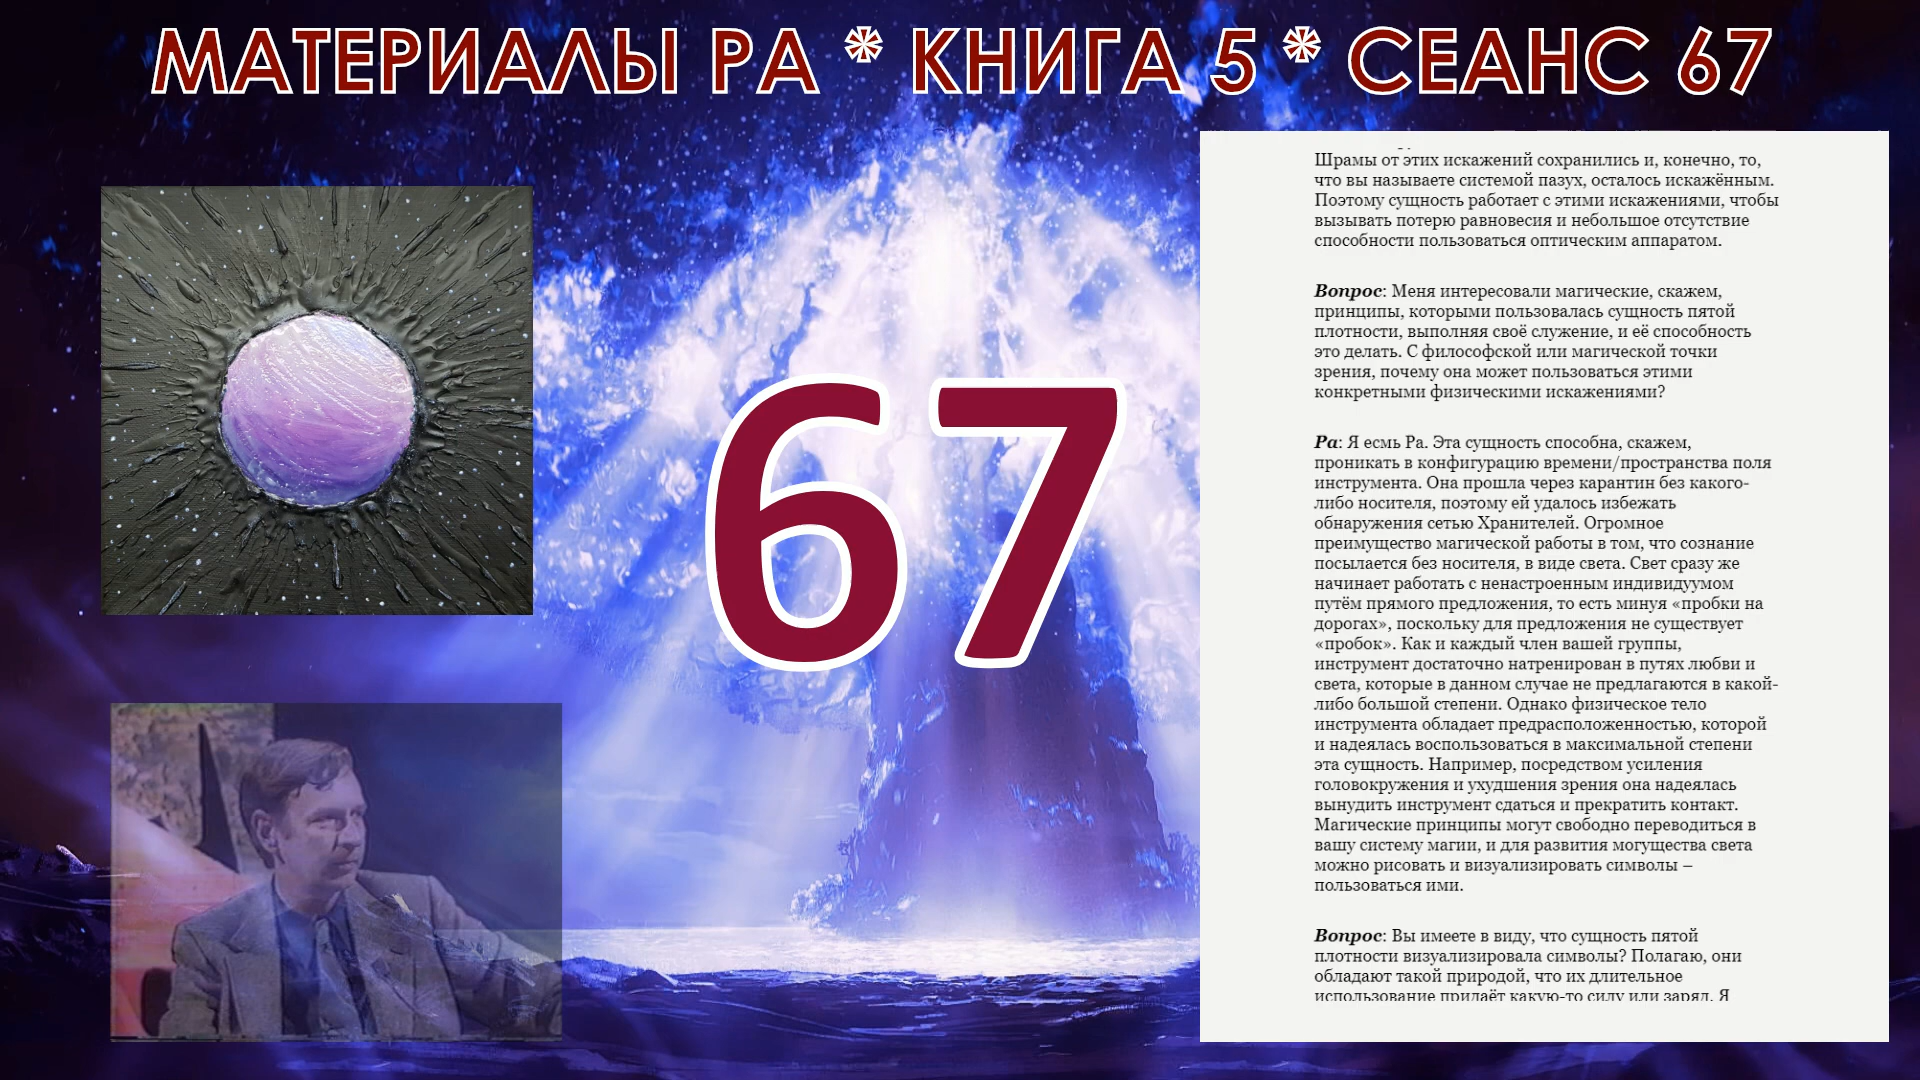 МАТЕРИАЛЫ РА * КНИГА 5 * СЕАНС 67
67
Шрамы от этих искажений сохранились и, конечно, то,
что вы называете системой пазух, осталось искажённым.
Поэтому сущность работает с этими искажениями, чтобы
вызывать потерю равновесия и небольшое отсутствие
способности пользоваться оптическим аппаратом.
Вопрос: Меня интересовали магические, скажем,
принципы, которыми пользовалась сущность пятой
плотности, выполняя своё служение, и её способность
это делать. С философской или магической точки
зрения, почему она может пользоваться этими
конкретными физическими искажениями?
Ра: Я есмь Ра. Эта сущность способна, скажем,
проникать в конфигурацию времени/пространства поля
инструмента. Она прошла через карантин без какого-
либо носителя, поэтому ей удалось избежать
обнаружения сетью Хранителей. Огромное
преимущество магической работы в том, что сознание
посылается без носителя, в виде света. Свет сразу же
начинает работать с ненастроенным индивидуумом
путём прямого предложения, то есть минуя «пробки на
дорогах», поскольку для предложения не существует
«пробок». Как и каждый член вашей группы,
инструмент достаточно натренирован в путях любви и
света, которые в данном случае не предлагаются в какой-
либо большой степени. Однако физическое тело
инструмента обладает предрасположенностью, которой
и надеялась воспользоваться в максимальной степени
эта сущность. Например, посредством усиления
головокружения и ухудшения зрения она надеялась
вынудить инструмент сдаться и прекратить контакт.
Магические принципы могут свободно переводиться в
вашу систему магии, и для развития могущества света
можно рисовать и визуализировать символы –
пользоваться ими.
Вопрос: Вы имеете в виду, что сущность пятой
плотности визуализировала символы? Полагаю, они
обладают такой природой, что их длительное
использование придаёт какую-то силу или заряд. Я